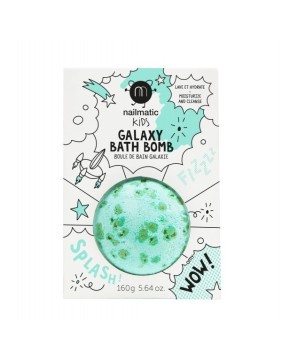 m
nailmatic
KIDS
LAVE ET HYDRATE
MOISTURIZE
AND CLEANSE
GALAXY
BATH BOMB
BOULE DE BAIN GALAXIE
FIZZZ
SPLASH!
WOW!
160g 5.64 oz.